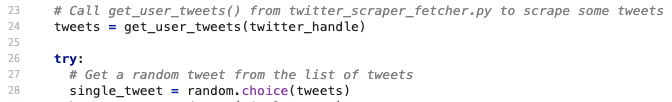 23 # Call get_user_tweets() from twitter_scraper_fetcher.py to scrape some tweets
24 tweets = get_user_tweets(twitter_handle)
25
26 try:
27 # Get a random tweet from the list of tweets
28 single_tweet = random.choice(tweets)